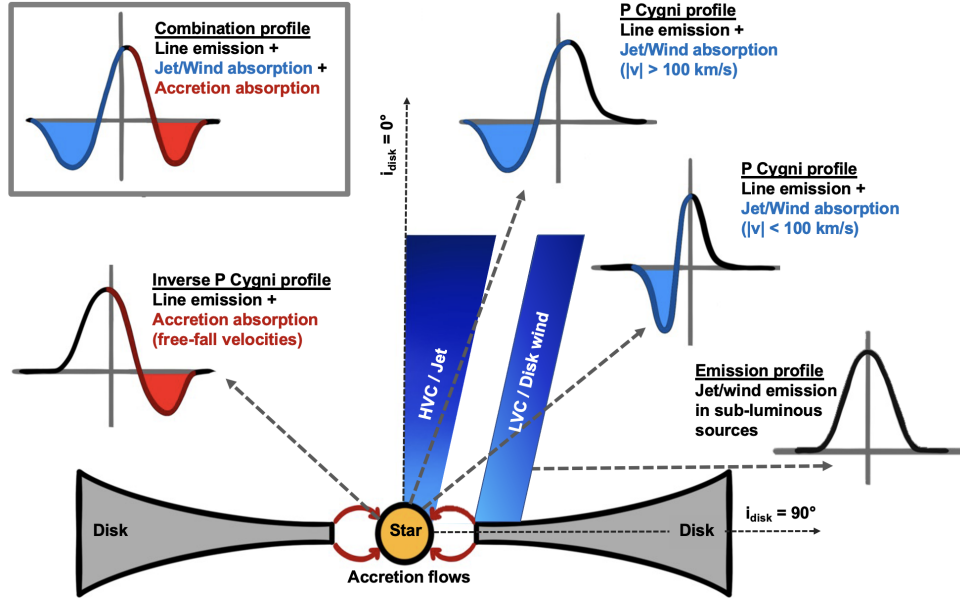 Combination profile
Line emission +
Jet/Wind absorption +
Accretion absorption
P Cygni profile
Line emission +
Jet/Wind absorption
(|v| > 100 km/s)
i_disk = 0°
P Cygni profile
Line emission +
Jet/Wind absorption
(|v| < 100 km/s)
Inverse P Cygni profile
Line emission +
Accretion absorption
(free-fall velocities)
HVC / Jet
LVC / Disk wind
Emission profile
Jet/wind emission
in sub-luminous
sources
Disk
Star
Disk
i_disk = 90°
Accretion flows